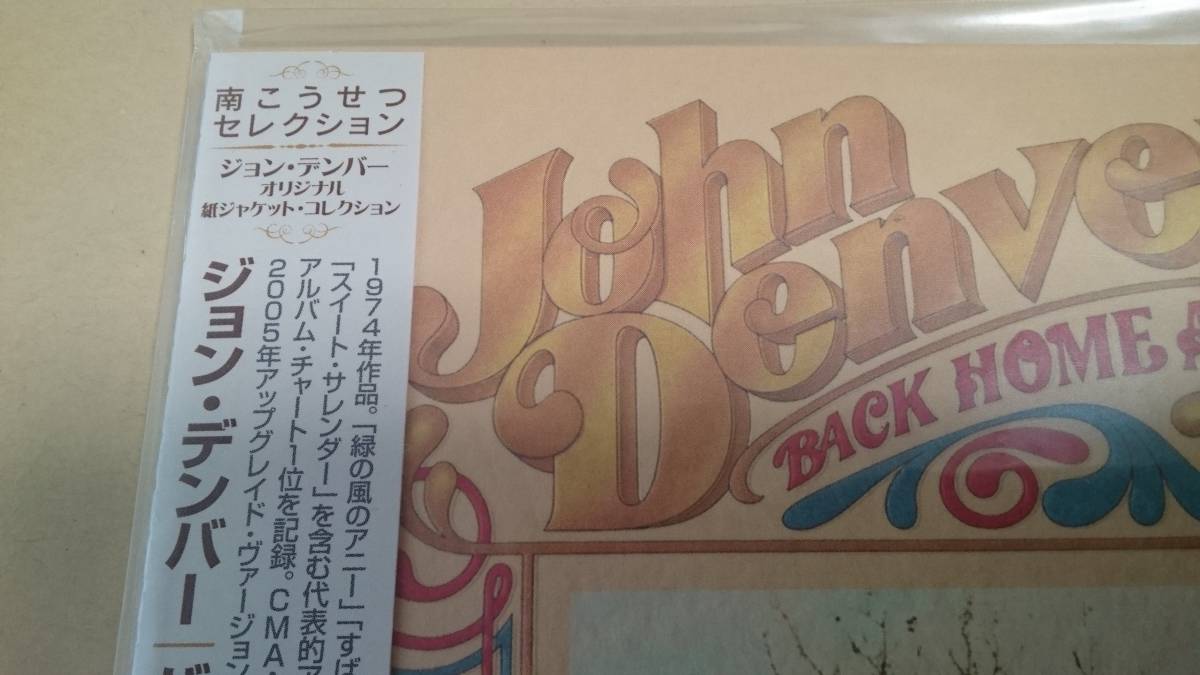 南こうせつ
セレクション
ジョン・デンバー
オリジナル
紙ジャケット・コレクション
1974年作品。「緑の風のアニー」「すば
「スイート・サレンダー」を含む代表的ア
アルバム・チャート1位を記録。CMA・
2005年アップグレイド・ヴァージョン
ジョン・デンバー
John
Denver
BACK HOME A